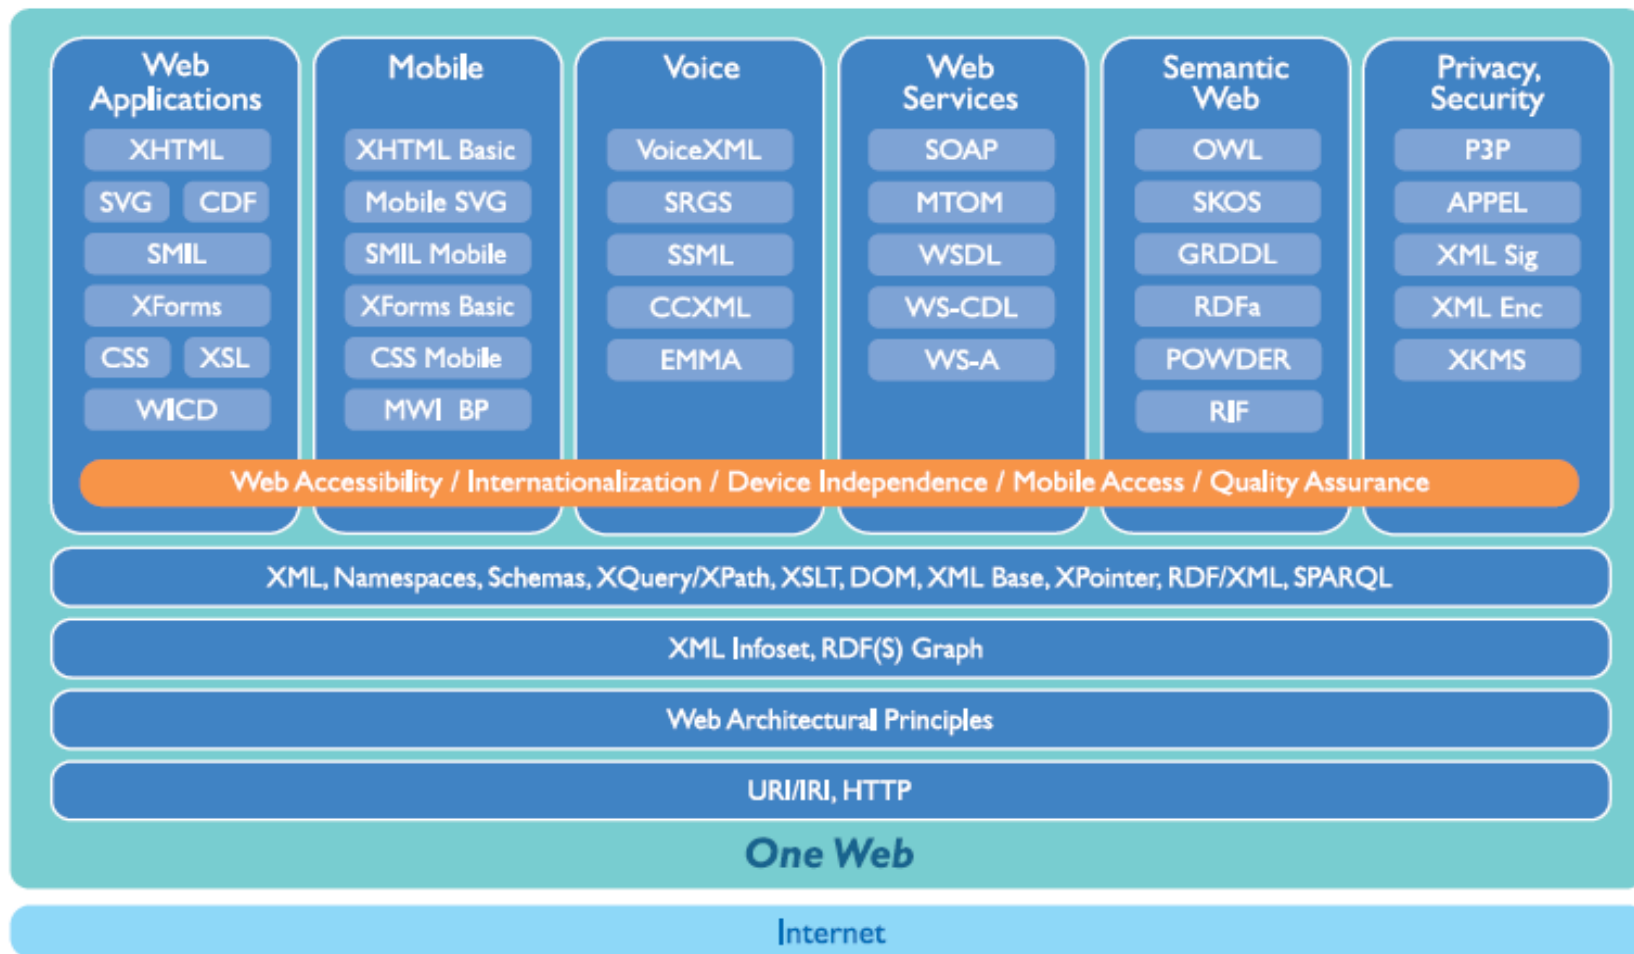 Web
Applications
XHTML
SVG CDF
SMIL
XForms
CSS XSL
WICD
Mobile
XHTML Basic
Mobile SVG
SMIL Mobile
XForms Basic
CSS Mobile
MWI BP
Voice
VoiceXML
SRGS
SSML
CCXML
EMMA
Web
Services
SOAP
MTOM
WSDL
WS-CDL
WS-A
Semantic
Web
OWL
SKOS
GRDDL
RDFa
POWDER
RIF
Privacy,
Security
P3P
APPEL
XML Sig
XML Enc
XKMS
Web Accessibility / Internationalization / Device Independence / Mobile Access / Quality Assurance
XML, Namespaces, Schemas, XQuery/XPath, XSLT, DOM, XML Base, XPointer, RDF/XML, SPARQL
XML Infoset, RDF(S) Graph
Web Architectural Principles
URI/IRI, HTTP
One Web
Internet